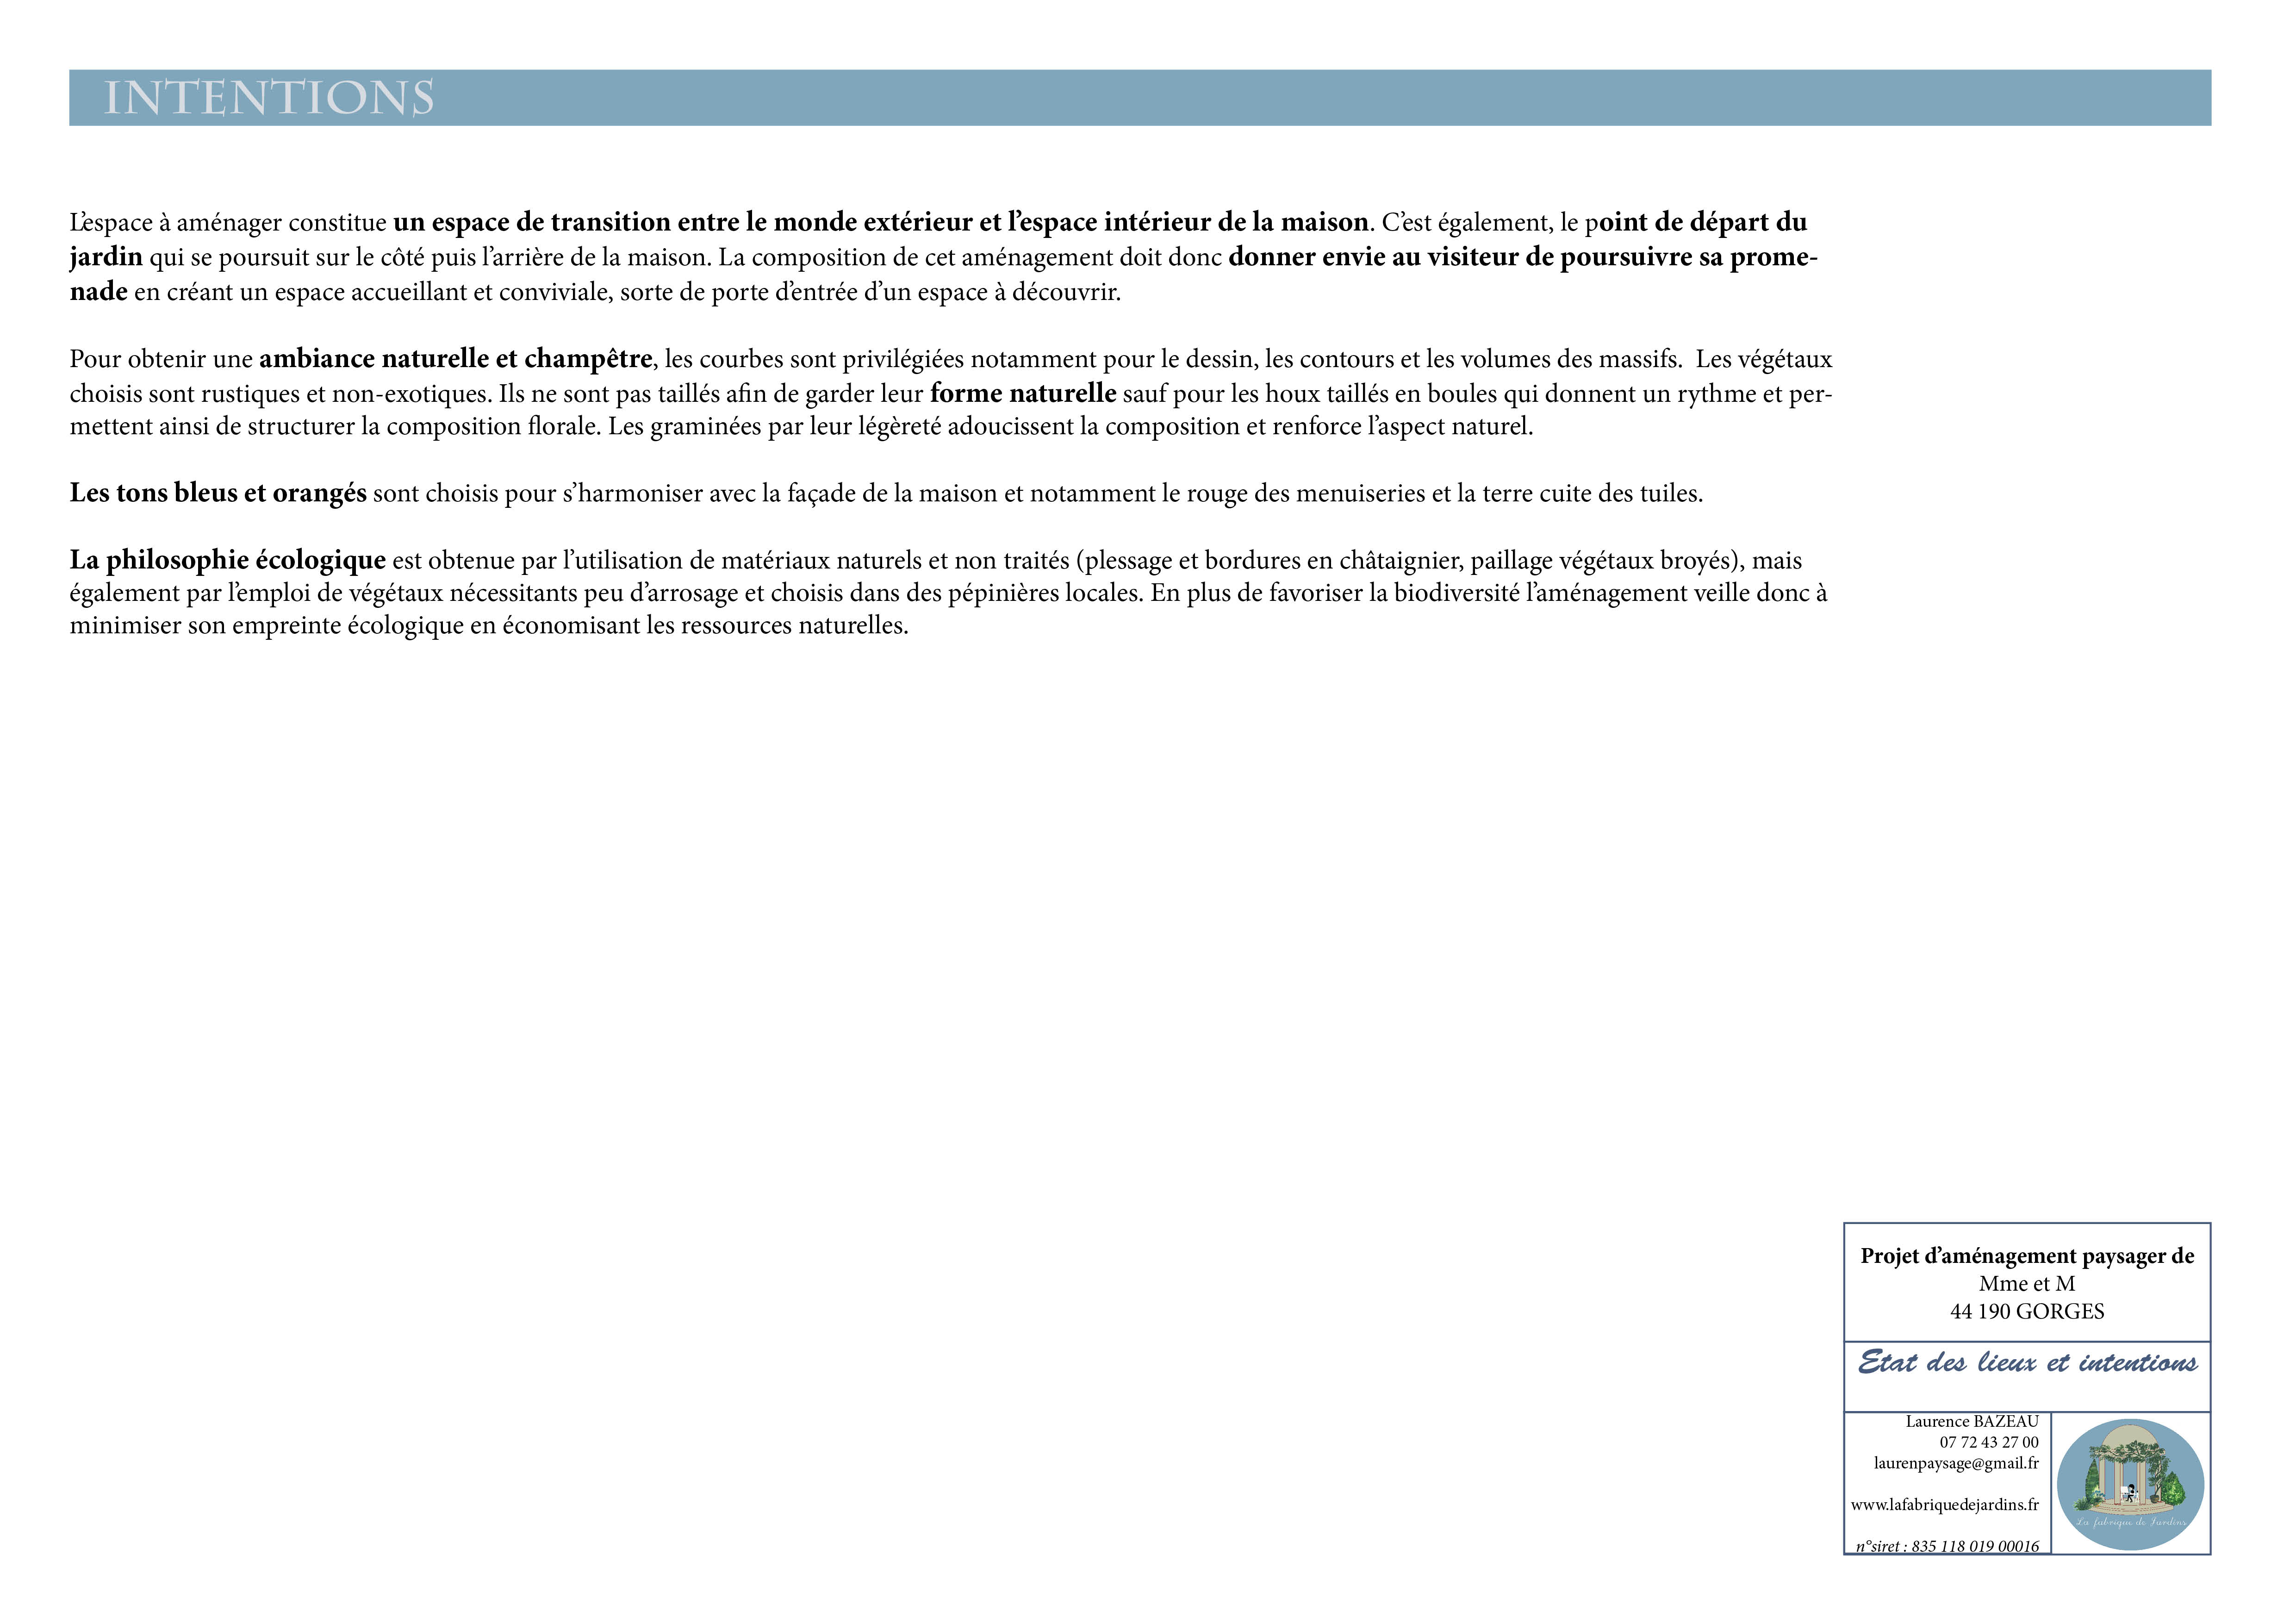 INTENTIONS
L’espace à aménager constitue un espace de transition entre le monde extérieur et l’espace intérieur de la maison. C’est également, le point de départ du
jardin qui se poursuit sur le côté puis l’arrière de la maison. La composition de cet aménagement doit donc donner envie au visiteur de poursuivre sa prome-
nade en créant un espace accueillant et conviviale, sorte de porte d’entrée d’un espace à découvrir.
Pour obtenir une ambiance naturelle et champêtre, les courbes sont privilégiées notamment pour le dessin, les contours et les volumes des massifs.  Les végétaux
choisis sont rustiques et non-exotiques. Ils ne sont pas taillés afin de garder leur forme naturelle sauf pour les houx taillés en boules qui donnent un rythme et per-
mettent ainsi de structurer la composition florale. Les graminées par leur légèreté adoucissent la composition et renforce l’aspect naturel.
Les tons bleus et orangés sont choisis pour s’harmoniser avec la façade de la maison et notamment le rouge des menuiseries et la terre cuite des tuiles.
La philosophie écologique est obtenue par l’utilisation de matériaux naturels et non traités (plessage et bordures en châtaignier, paillage végétaux broyés), mais
également par l’emploi de végétaux nécessitants peu d’arrosage et choisis dans des pépinières locales. En plus de favoriser la biodiversité l’aménagement veille donc à
minimiser son empreinte écologique en économisant les ressources naturelles.
Projet d’aménagement paysager de
Mme et M
44 190 GORGES
Etat des lieux et intentions
Laurence BAZEAU
07 72 43 27 00
laurenpaysage@gmail.fr
www.lafabriquedejardins.fr
n°siret : 835 118 019 00016
La fabrique de Jardins